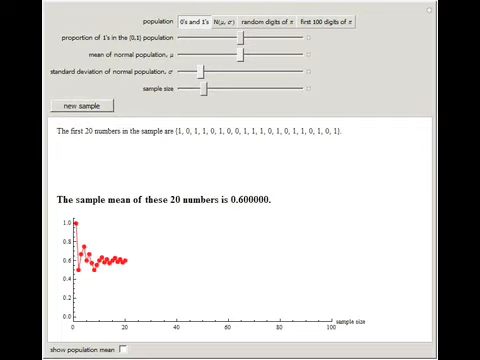 population 0's and 1's N(μ, σ) random digits of π first 100 digits of π
proportion of 1's in the {0,1} population
mean of normal population, μ
standard deviation of normal population, σ
sample size
new sample
The first 20 numbers in the sample are {1, 0, 1, 1, 0, 1, 0, 0, 1, 1, 1, 0, 1, 0, 1, 1, 0, 1, 0, 1}.
The sample mean of these 20 numbers is 0.600000.
1.0
0.8
0.6
0.4
0.2
0.0
0 20 40 60 80 100
sample size
show population mean